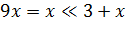 9x = x ≪ 3 + x